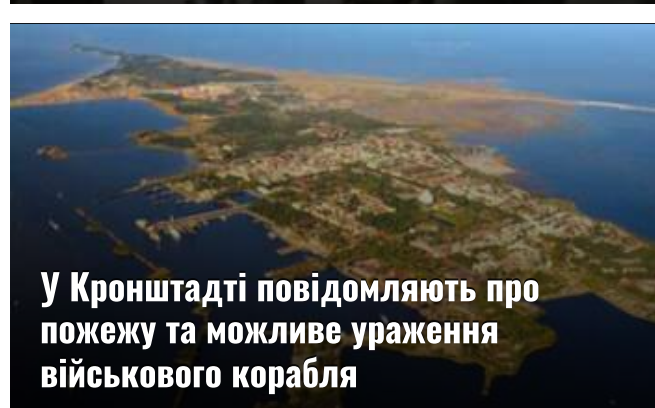 У Кронштадті повідомляють про
пожежу та можливе ураження
військового корабля